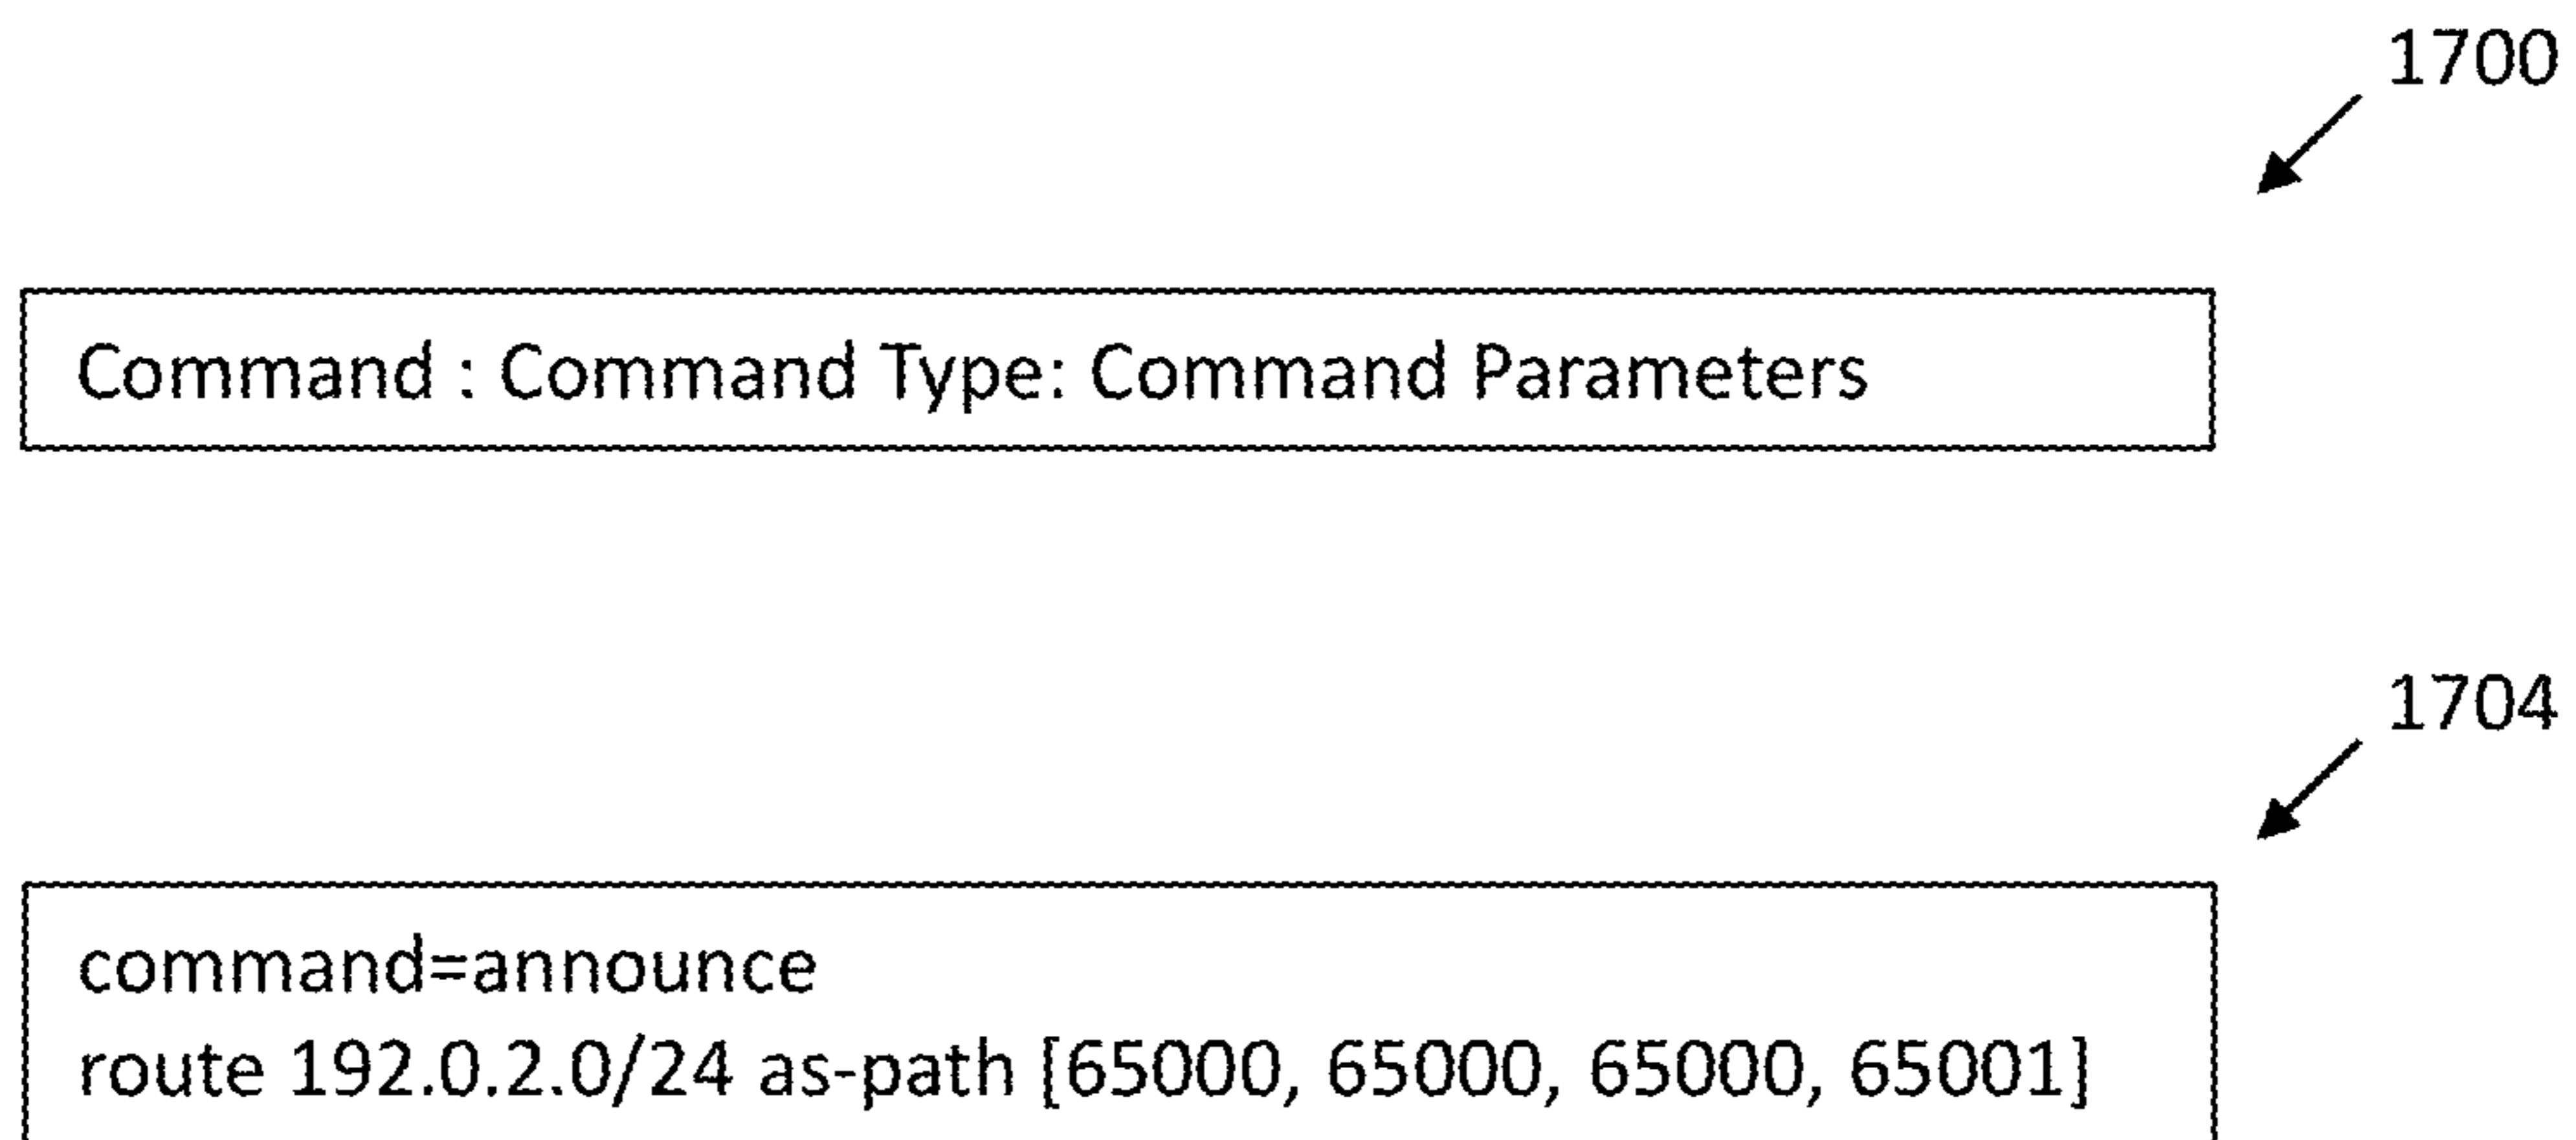 1700
Command : Command Type: Command Parameters
1704
command=announce
route 192.0.2.0/24 as-path [65000, 65000, 65000, 65001]